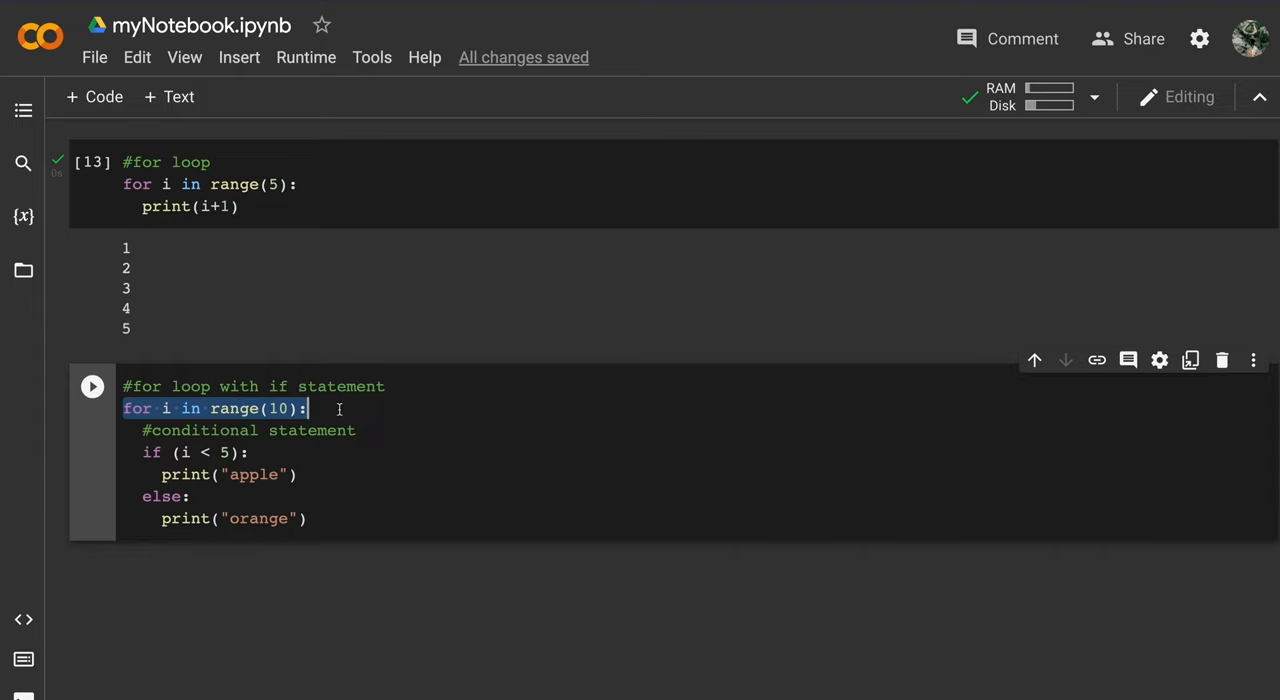 myNotebook.ipynb
File Edit View Insert Runtime Tools Help All changes saved
Comment Share
+ Code + Text
RAM
Disk
Editing
{x}
[13] #for loop
0s
for i in range(5):
print(i+1)
1
2
3
4
5
#for loop with if statement
for i in range(10):
#conditional statement
if (i < 5):
print("apple")
else:
print("orange")